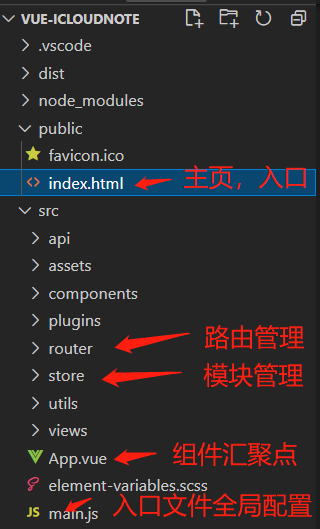 VUE-ICLOUDNOTE
.vscode
dist
node_modules
public
favicon.ico
index.html 主页，入口
src
api
assets
components
plugins
router 路由管理
store 模块管理
utils
views
App.vue 组件汇聚点
element-variables.scss
JS main.js 入口文件全局配置